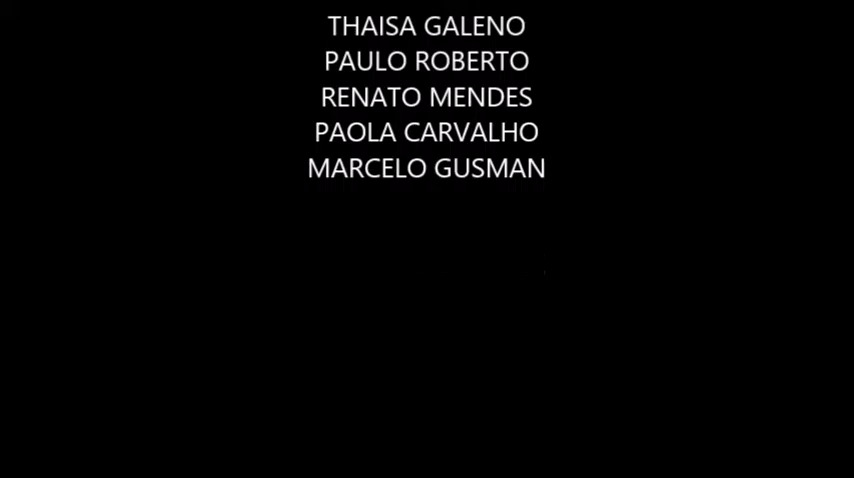 THAISA GALENO
PAULO ROBERTO
RENATO MENDES
PAOLA CARVALHO
MARCELO GUSMAN